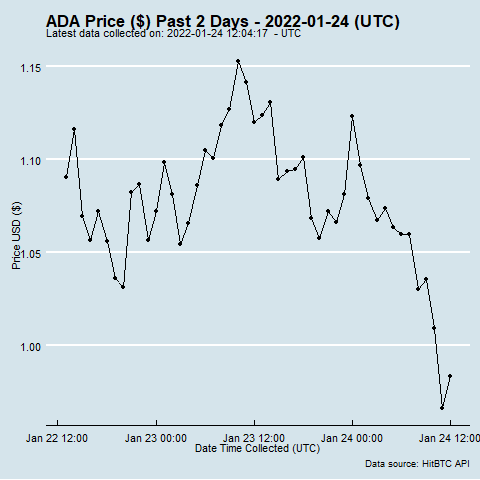 ADA Price ($) Past 2 Days - 2022-01-24 (UTC)
Latest data collected on: 2022-01-24 12:04:17 - UTC
1.15
1.10
1.05
1.00
Price USD ($)
Jan 22 12:00 Jan 23 00:00 Jan 23 12:00 Jan 24 00:00 Jan 24 12:00
Date Time Collected (UTC)
Data source: HitBTC API